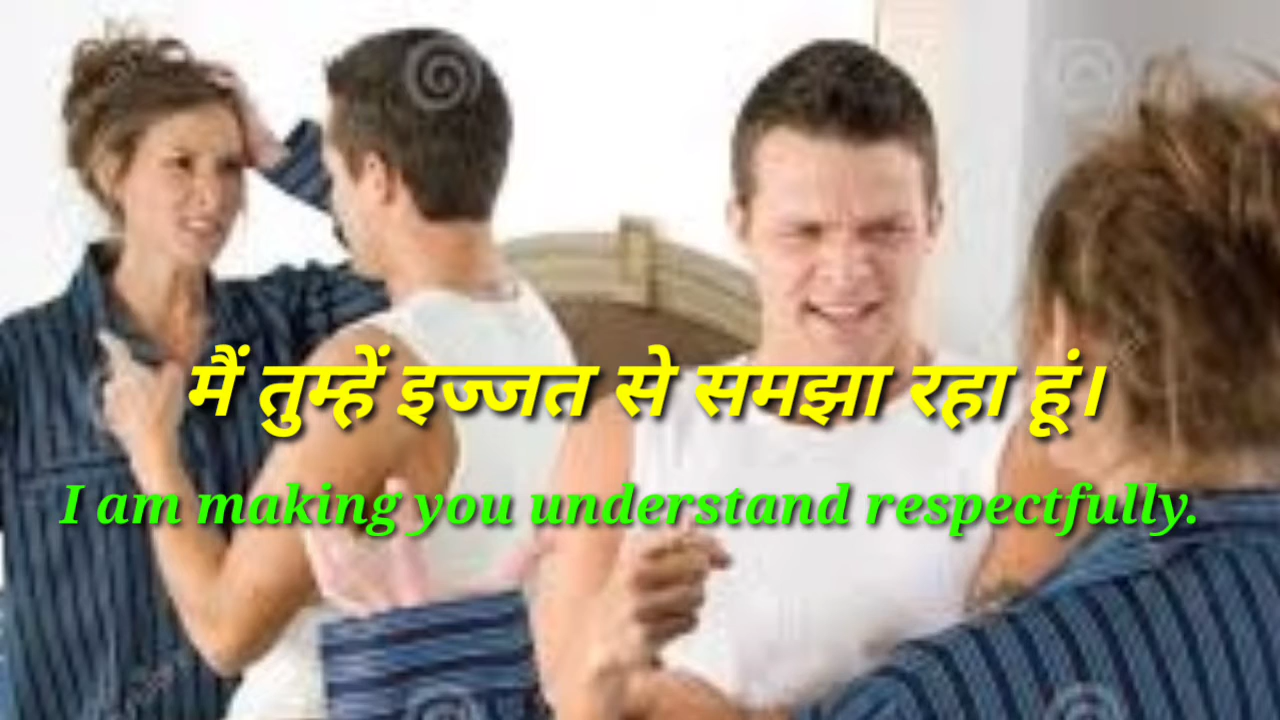 मैं तुम्हें इज्जत से समझा रहा हूं।
I am making you understand respectfully.